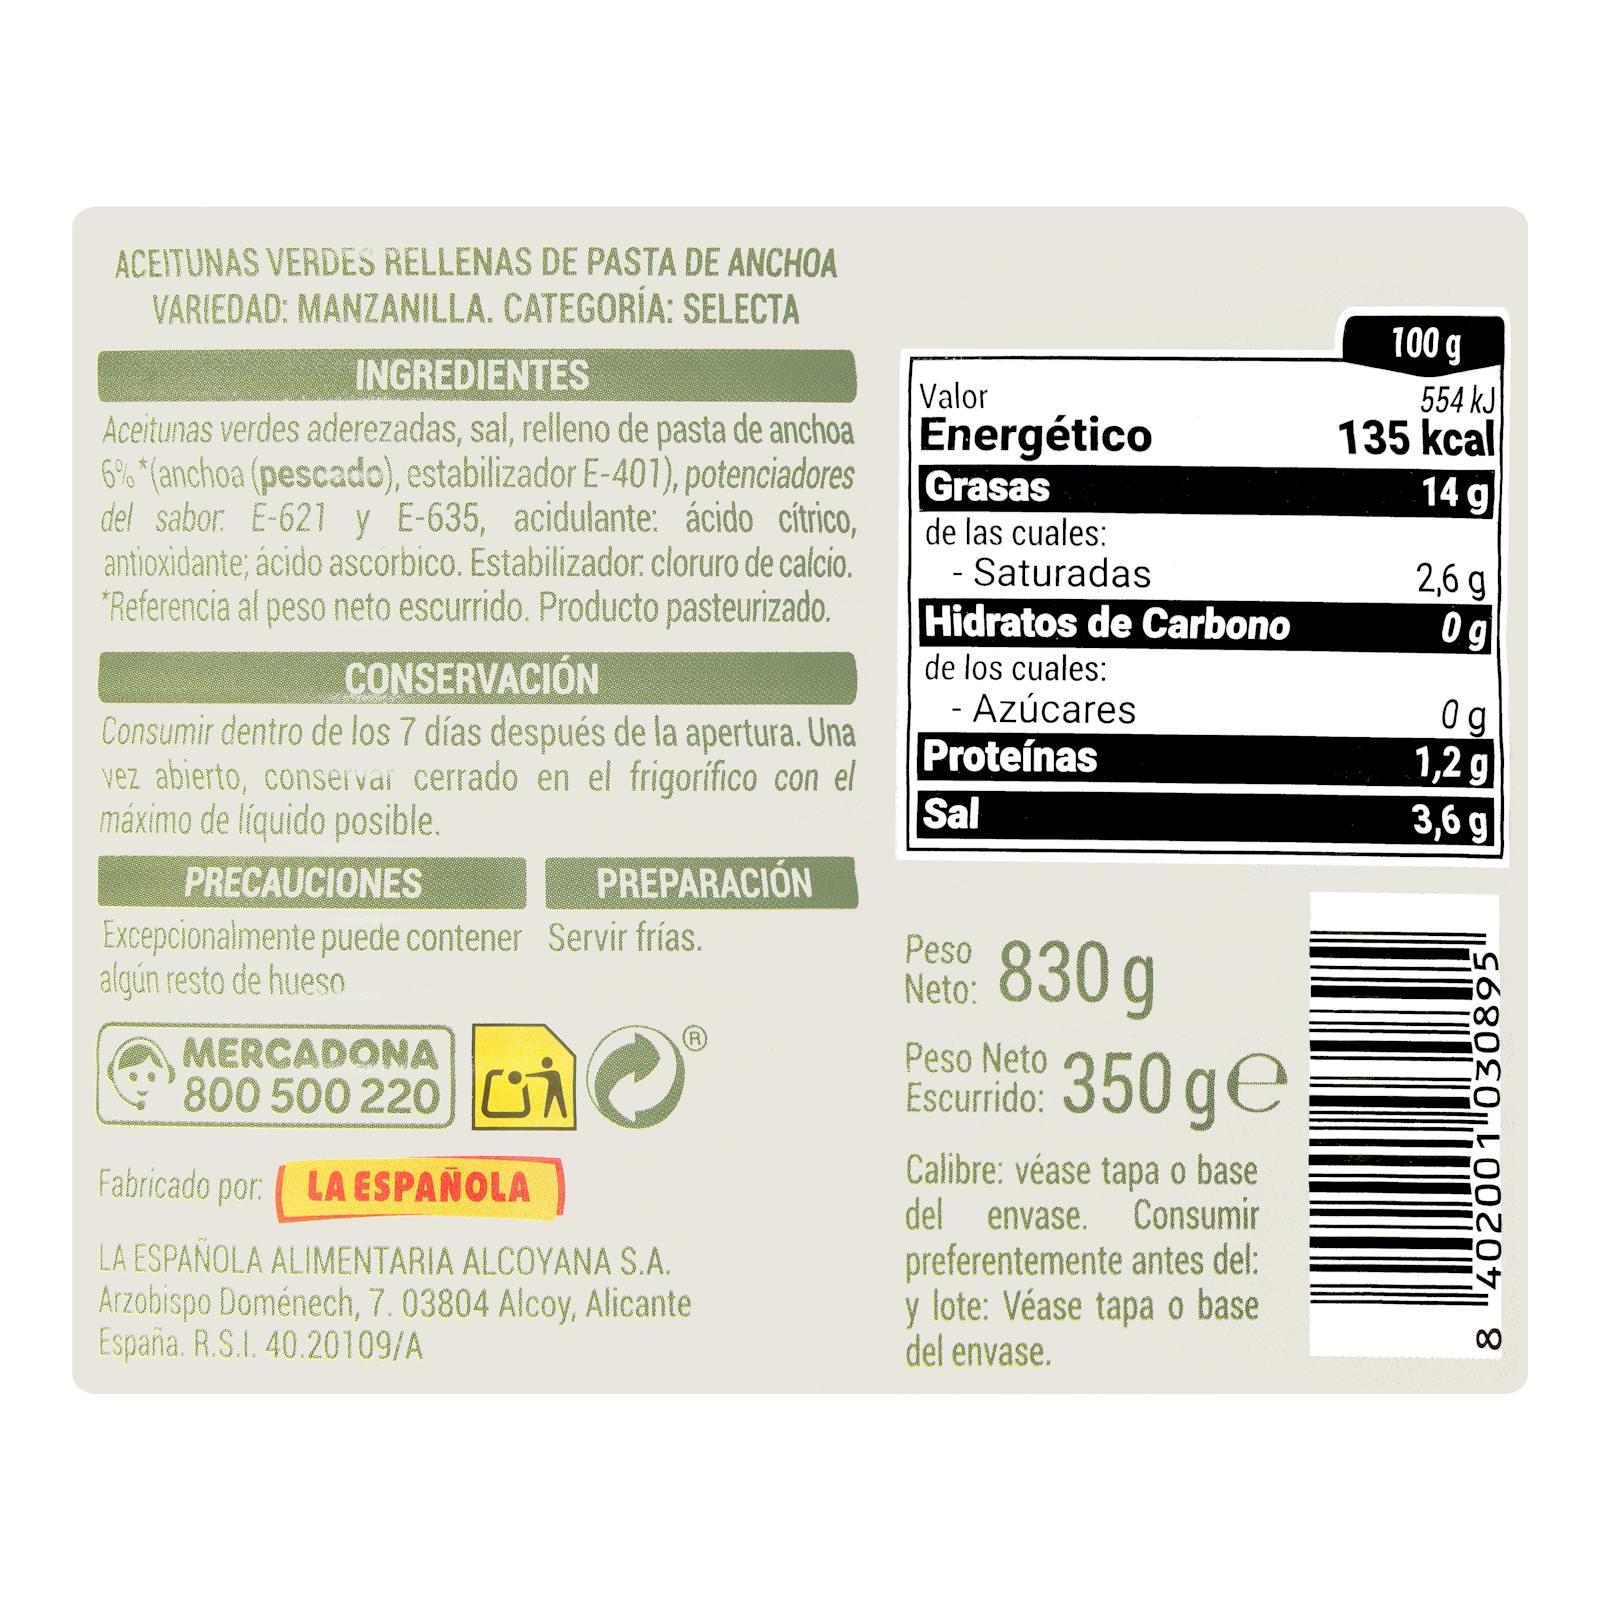 ACEITUNAS VERDES RELLENAS DE PASTA DE ANCHOA
VARIEDAD: MANZANILLA. CATEGORÍA: SELECTA
INGREDIENTES
Aceitunas verdes aderezadas, sal, relleno de pasta de anchoa
6%*(anchoa (pescado), estabilizador E-401), potenciadores
del sabor: E-621 y E-635, acidulante: ácido cítrico,
antioxidante; ácido ascórbico. Estabilizador: cloruro de calcio.
*Referencia al peso neto escurrido. Producto pasteurizado.
CONSERVACIÓN
Consumir dentro de los 7 días después de la apertura. Una
vez abierto, conservar cerrado en el frigorífico con el
máximo de líquido posible.
PRECAUCIONES
Excepcionalmente puede contener
algún resto de hueso
PREPARACIÓN
Servir frías.
MERCADONA
800 500 220
®
Fabricado por: LA ESPAÑOLA
LA ESPAÑOLA ALIMENTARIA ALCOYANA S.A.
Arzobispo Doménech, 7. 03804 Alcoy, Alicante
España. R.S.I. 40.20109/A
100 g
Valor 554 kJ
Energético 135 kcal
Grasas 14 g
de las cuales:
- Saturadas 2,6 g
Hidratos de Carbono 0 g
de los cuales:
- Azúcares 0 g
Proteínas 1,2 g
Sal 3,6 g
Peso
Neto: 830 g
Peso Neto
Escurrido: 350 g e
Calibre: véase tapa o base
del envase. Consumir
preferentemente antes del:
y lote: Véase tapa o base
del envase.
8 402001 030895